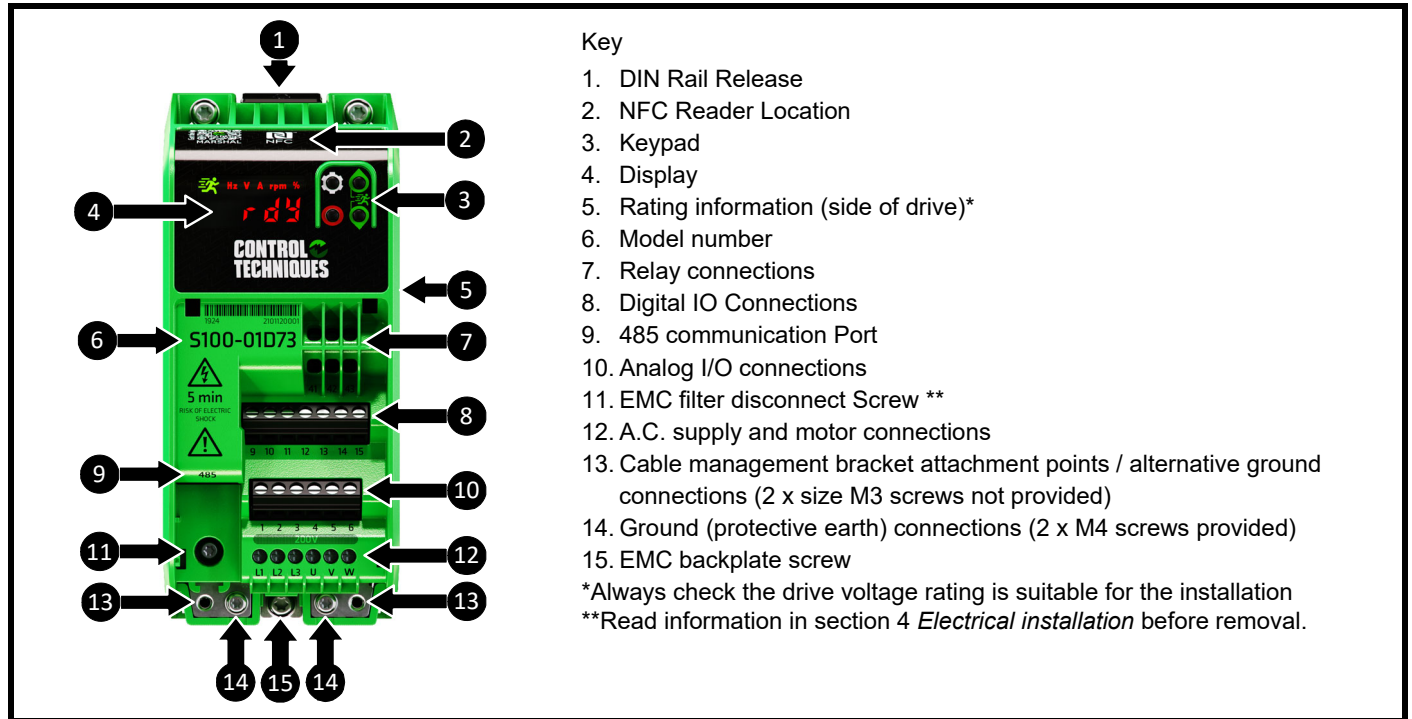 1
2
3
4
5
6
7
8
9
10
11
12
13
13
14
15
14
MARSHAL
NFC
Hz V A rpm %
rdY
CONTROL
TECHNIQUES
1924 2101120001
S100-01D73
5 min
RISK OF ELECTRIC
SHOCK
9 10 11 12 13 14 15
485
1 2 3 4 5 6
200V
L1 L2 L3 U V W
Key
1. DIN Rail Release
2. NFC Reader Location
3. Keypad
4. Display
5. Rating information (side of drive)*
6. Model number
7. Relay connections
8. Digital IO Connections
9. 485 communication Port
10. Analog I/O connections
11. EMC filter disconnect Screw **
12. A.C. supply and motor connections
13. Cable management bracket attachment points / alternative ground
connections (2 x size M3 screws not provided)
14. Ground (protective earth) connections (2 x M4 screws provided)
15. EMC backplate screw
*Always check the drive voltage rating is suitable for the installation
**Read information in section 4 Electrical installation before removal.